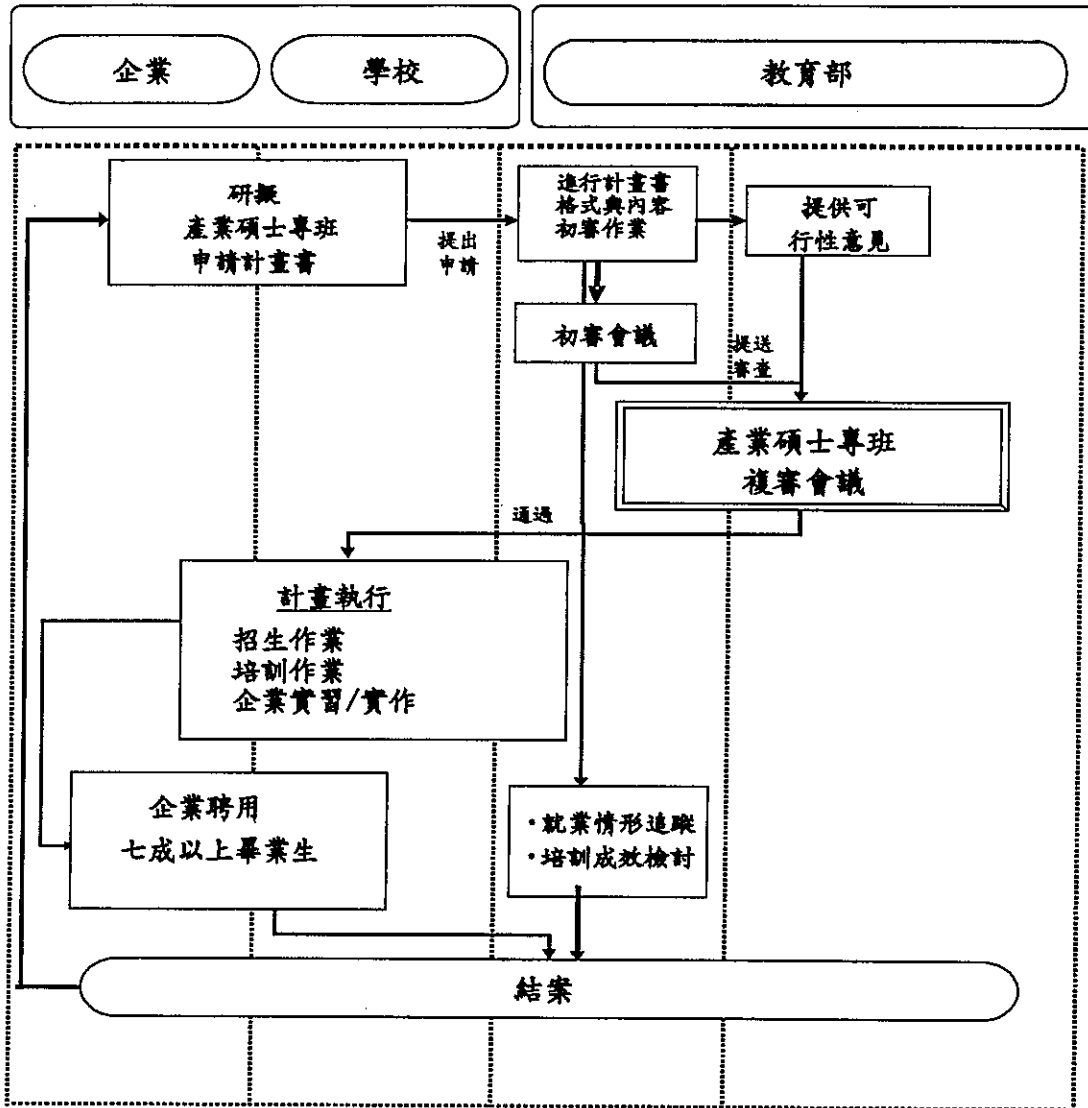 企業
學校
教育部
研擬
產業碩士專班
申請計畫書
提出
申請
進行計畫書
格式與內容
初審作業
提供可
行性意見
初審會議
提送
審查
產業碩士專班
複審會議
通過
計畫執行
招生作業
培訓作業
企業實習/實作
企業聘用
七成以上畢業生
·就業情形追蹤
·培訓成效檢討
結案